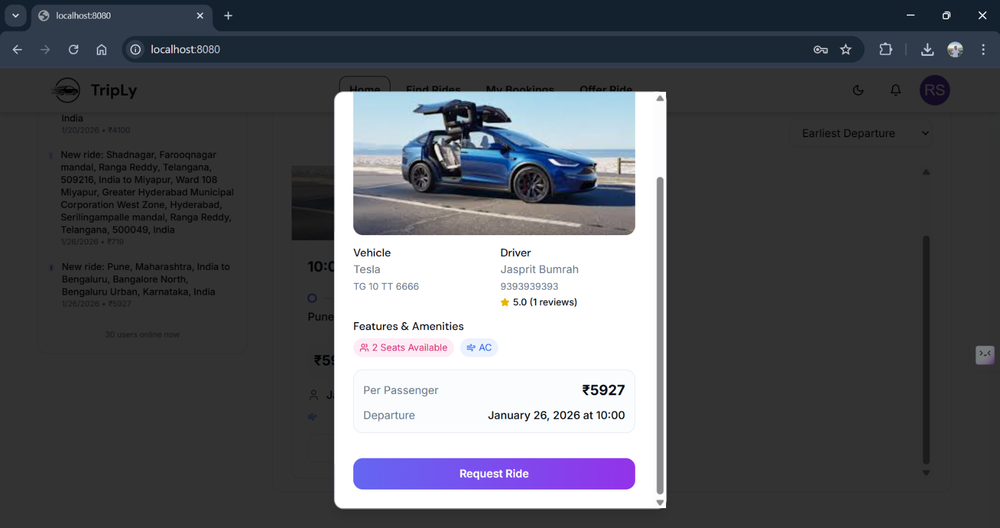 localhost:8080
localhost:8080
TripLy
Home
Find Rides
My Bookings
Offer Ride
RS
India
1/20/2026 • ₹4100
New ride: Shadnagar, Farooqnagar
mandal, Ranga Reddy, Telangana,
509216, India to Miyapur, Ward 108
Miyapur, Greater Hyderabad Municipal
Corporation West Zone, Hyderabad,
Serilingampalle mandal, Ranga Reddy,
Telangana, 500049, India
1/26/2026 • ₹719
New ride: Pune, Maharashtra, India to
Bengaluru, Bangalore North,
Bengaluru Urban, Karnataka, India
1/26/2026 • ₹5927
30 users online now
Earliest Departure
10:0
Pune
₹59
Ja
Vehicle
Tesla
TG 10 TT 6666
Driver
Jasprit Bumrah
9393939393
5.0 (1 reviews)
Features & Amenities
2 Seats Available
AC
Per Passenger
₹5927
Departure
January 26, 2026 at 10:00
Request Ride